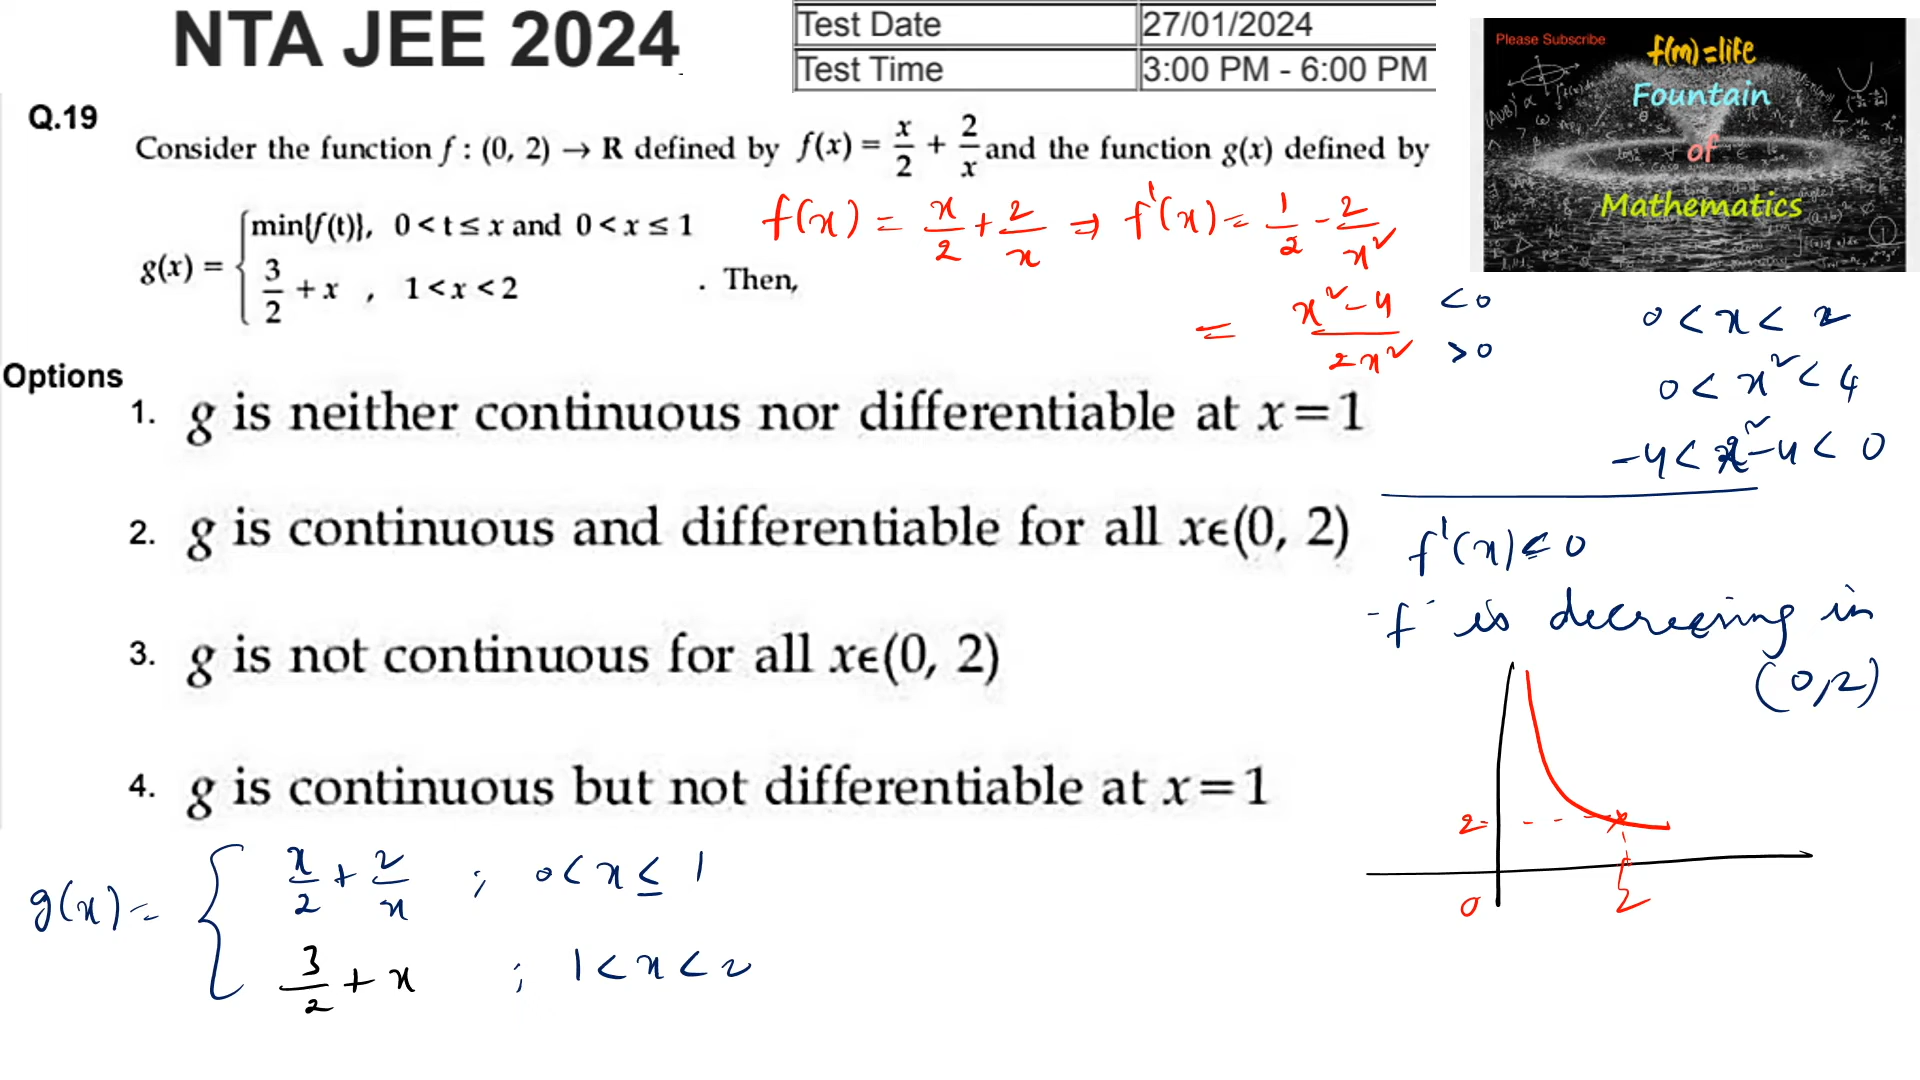 NTA JEE 2024
Test Date 27/01/2024
Test Time 3:00 PM - 6:00 PM
Please Subscribe
f(m)=life
Fountain
of
Mathematics
Q.19
Consider the function f : (0, 2) → R defined by f(x) = x/2 + 2/x and the function g(x) defined by
g(x) = { min{f(t)}, 0 < t ≤ x and 0 < x ≤ 1
3/2 + x , 1 < x < 2 . Then,
f(x) = x/2 + 2/x ⇒ f'(x) = 1/2 - 2/x²
= x²-4 / 2x² <0 >0
0 < x < 2
0 < x² < 4
-4 < x²-4 < 0
Options
1. g is neither continuous nor differentiable at x=1
2. g is continuous and differentiable for all xϵ(0, 2)
3. g is not continuous for all xϵ(0, 2)
4. g is continuous but not differentiable at x=1
f'(x) < 0
f is decreasing in
(0,2)
2
0
2
g(x) = { x/2 + 2/x ; 0 < x ≤ 1
3/2 + x ; 1 < x < 2